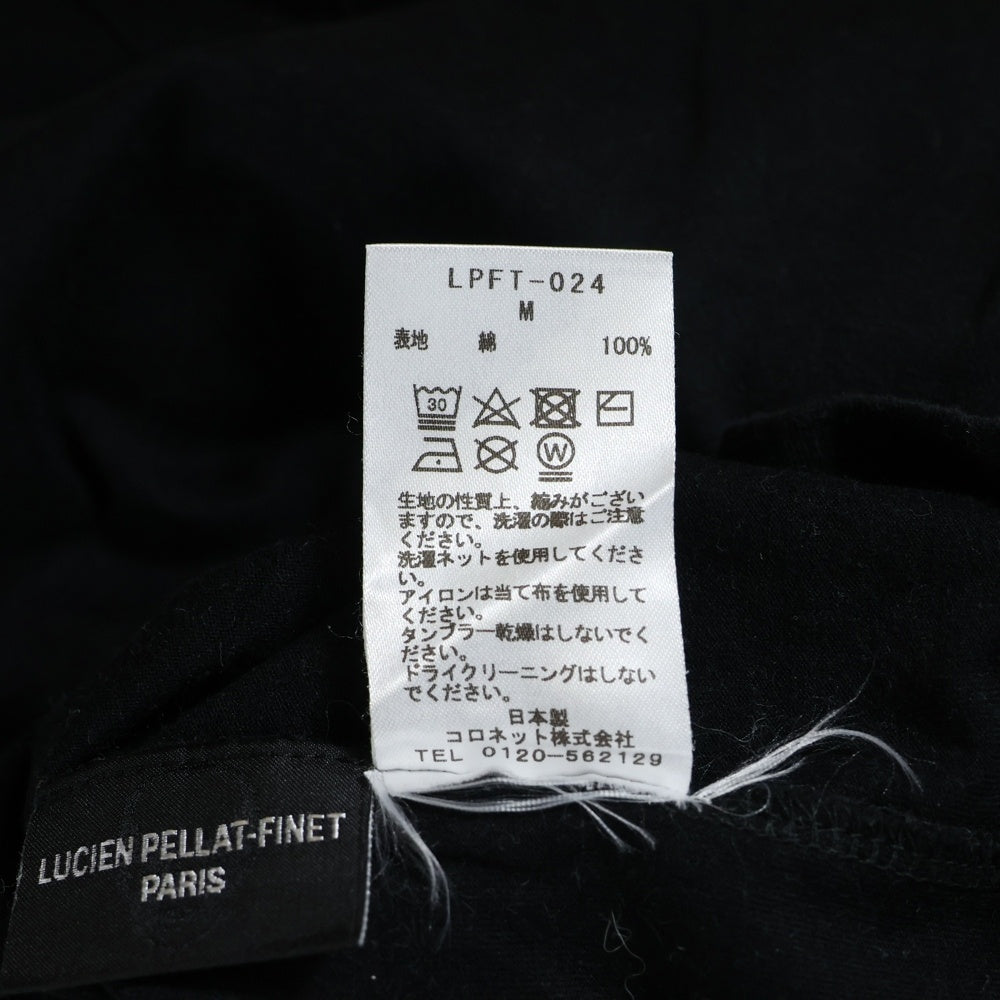 LPFT-024
M
表地 綿 100%
30
W
生地の性質上、縮みがござい
ますので、洗濯の際はご注意
ください。
洗濯ネットを使用してくださ
い。
アイロンは当て布を使用して
ください。
タンブラー乾燥はしないでく
ださい。
ドライクリーニングはしない
でください。
日本製
コロネット株式会社
TEL 0120-562129
LUCIEN PELLAT-FINET
PARIS